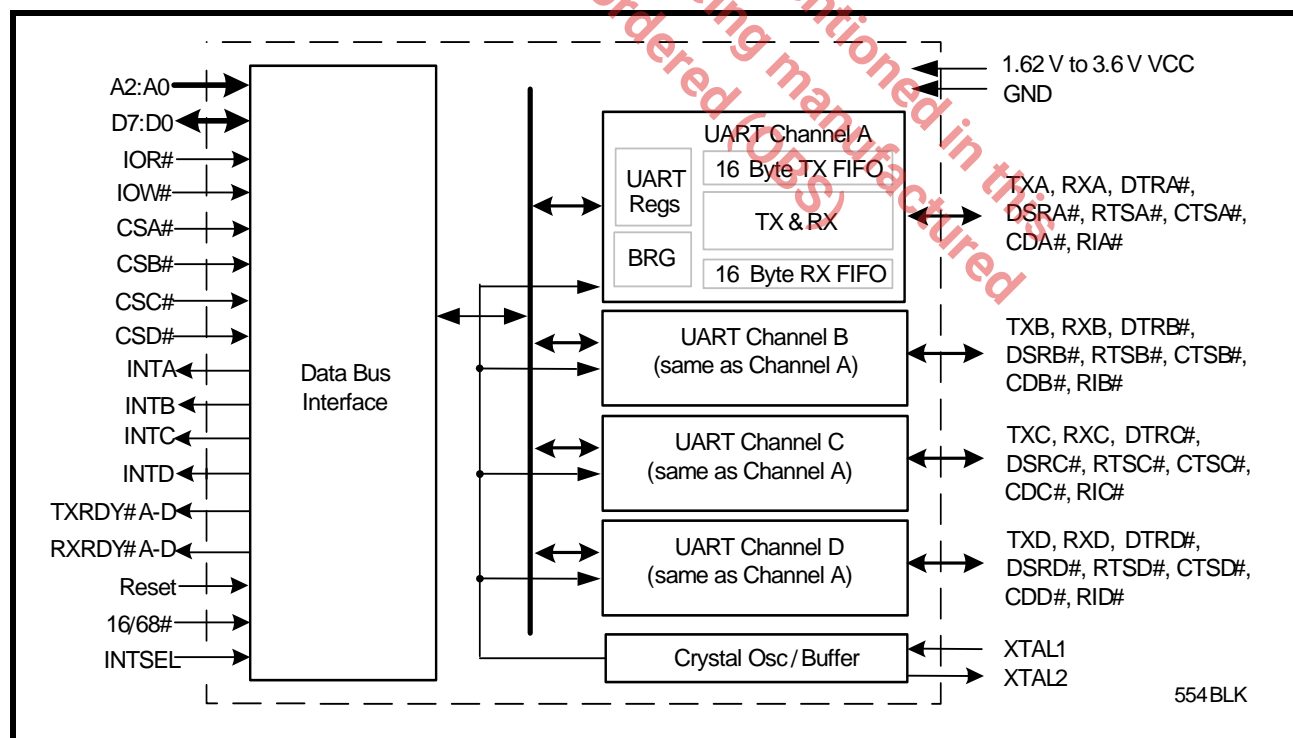 A2:A0
D7:D0
IOR#
IOW#
CSA#
CSB#
CSC#
CSD#
INTA
INTB
INTC
INTD
TXRDY# A-D
RXRDY# A-D
Reset
16/68#
INTSEL
Data Bus
Interface
UART Channel A
UART
Regs
BRG
16 Byte TX FIFO
TX & RX
16 Byte RX FIFO
UART Channel B
(same as Channel A)
UART Channel C
(same as Channel A)
UART Channel D
(same as Channel A)
Crystal Osc / Buffer
1.62 V to 3.6 V VCC
GND
TXA, RXA, DTRA#,
DSRA#, RTSA#, CTSA#,
CDA#, RIA#
TXB, RXB, DTRB#,
DSRB#, RTSB#, CTSB#,
CDB#, RIB#
TXC, RXC, DTRC#,
DSRC#, RTSC#, CTSC#,
CDC#, RIC#
TXD, RXD, DTRD#,
DSRD#, RTSD#, CTSD#,
CDD#, RID#
XTAL1
XTAL2
554BLK
in this
manufactured
(OBS)